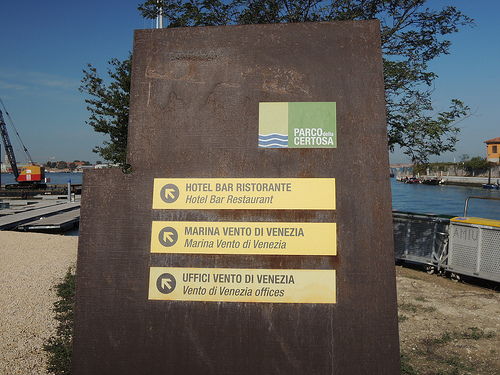 PARCO della
CERTOSA
HOTEL BAR RISTORANTE
Hotel Bar Restaurant
MARINA VENTO DI VENEZIA
Marina Vento di Venezia
UFFICI VENTO DI VENEZIA
Vento di Venezia offices